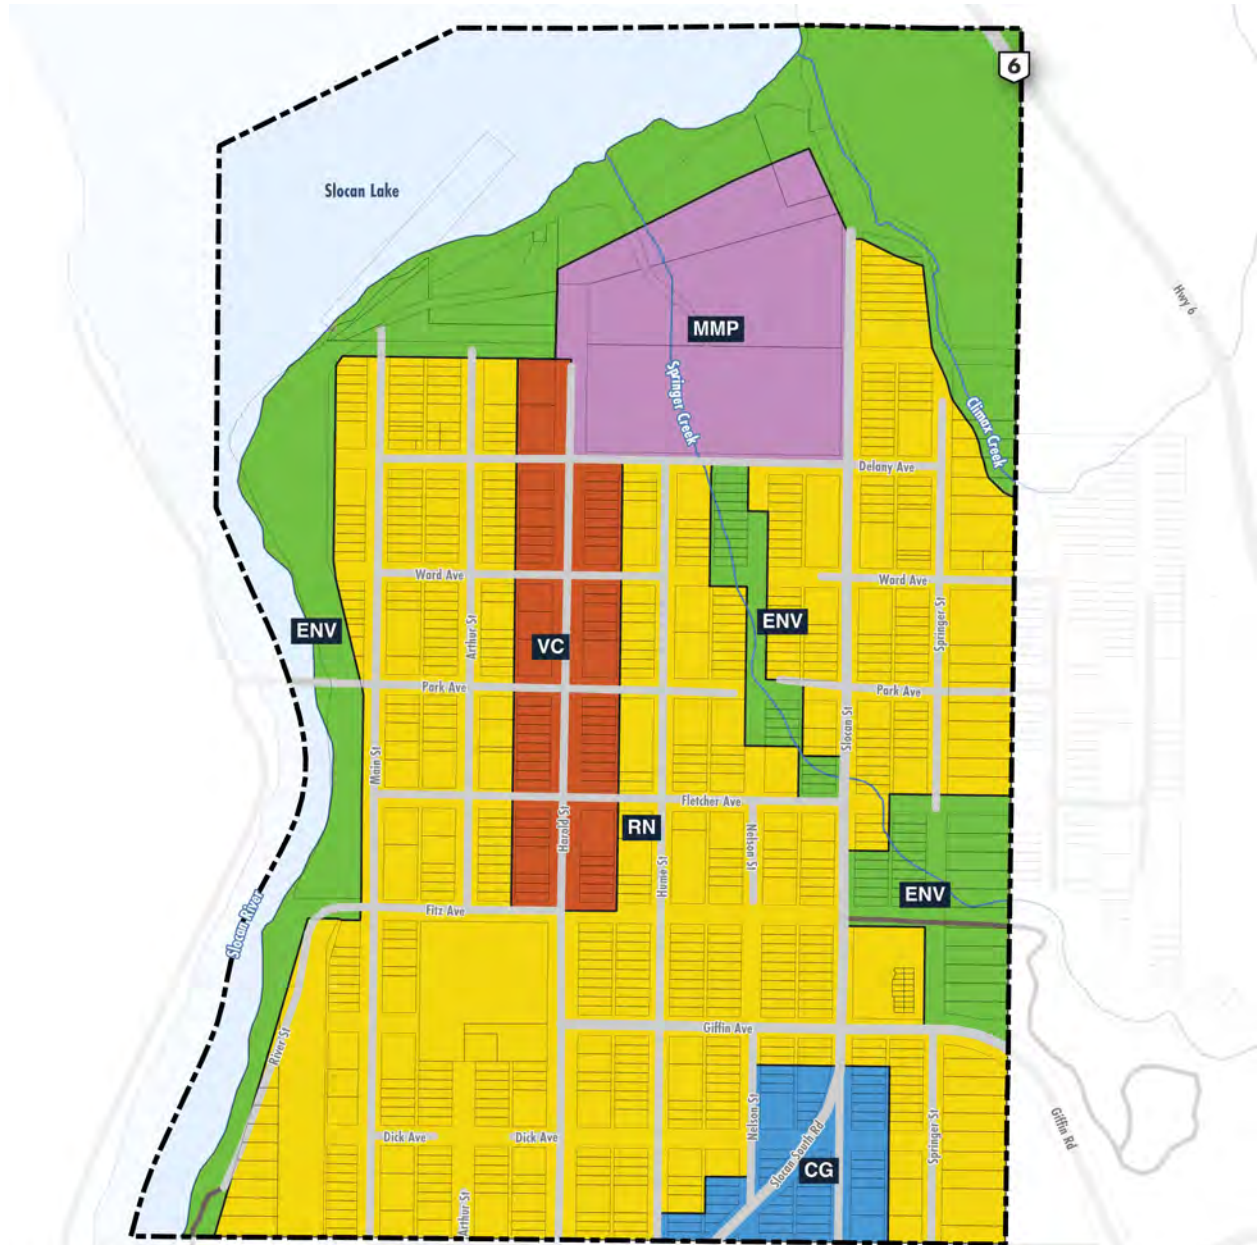 6
Slocan Lake
Hwy 6
MMP
Springer Creek
Climax Creek
Delany Ave
Ward Ave
Ward Ave
Arthur St
Springer St
ENV
ENV
VC
Park Ave
Park Ave
Slocan St
Main St
Harold St
Fletcher Ave
RN
Nelson St
Hume St
ENV
Fitz Ave
Slocan River
Giffin Ave
River St
Nelson St
Slocan South Rd
Springer St
Giffin Rd
Dick Ave
Dick Ave
CG
Arthur St